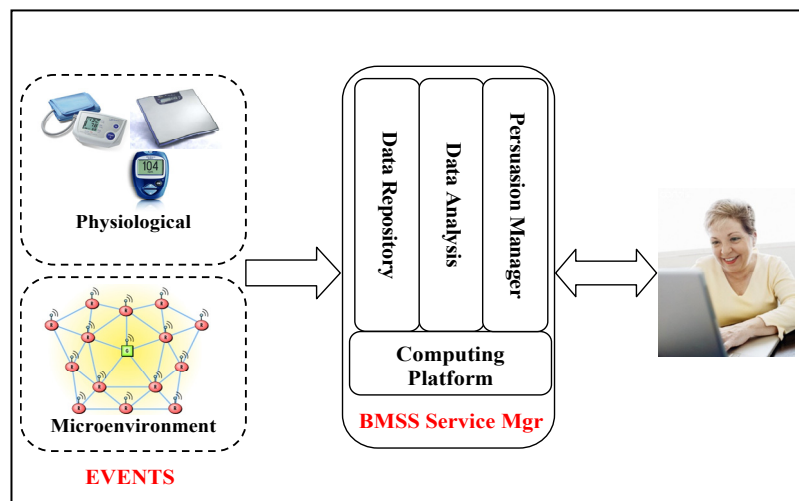 104
Physiological
Microenvironment
EVENTS
Data Repository
Data Analysis
Persuasion Manager
Computing
Platform
BMSS Service Mgr